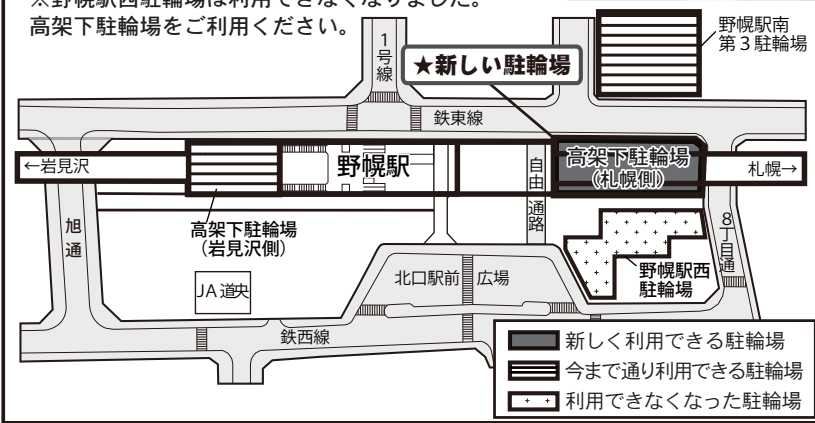 ※野幌駅西駐輪場は利用できなくなりました。
高架下駐輪場をご利用ください。
1号線
★新しい駐輪場
野幌駅南
第3駐輪場
鉄東線
←岩見沢
野幌駅
自由通路
高架下駐輪場
(札幌側)
札幌→
旭通
高架下駐輪場
(岩見沢側)
8丁目通
野幌駅西
駐輪場
JA道央
北口駅前広場
鉄西線
新しく利用できる駐輪場
今まで通り利用できる駐輪場
利用できなくなった駐輪場